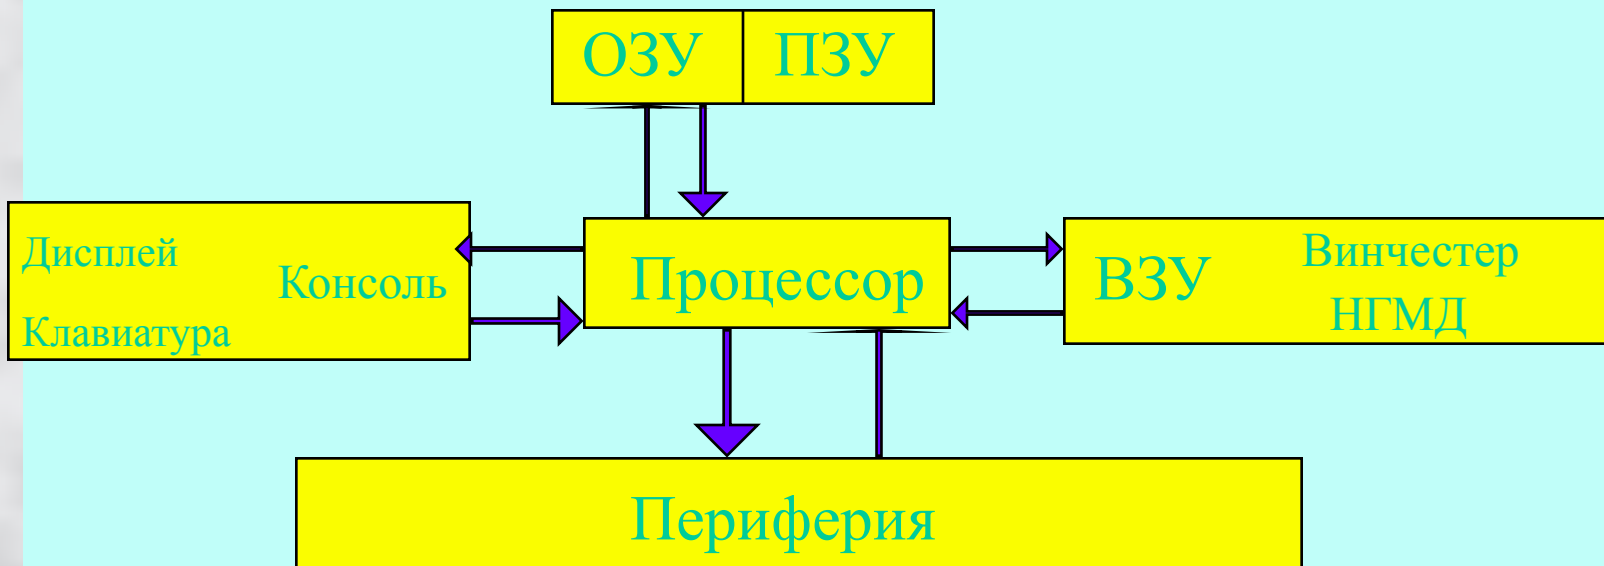 ОЗУ ПЗУ
Дисплей
Консоль
Клавиатура
Процессор
ВЗУ
Винчестер
НГМД
Периферия